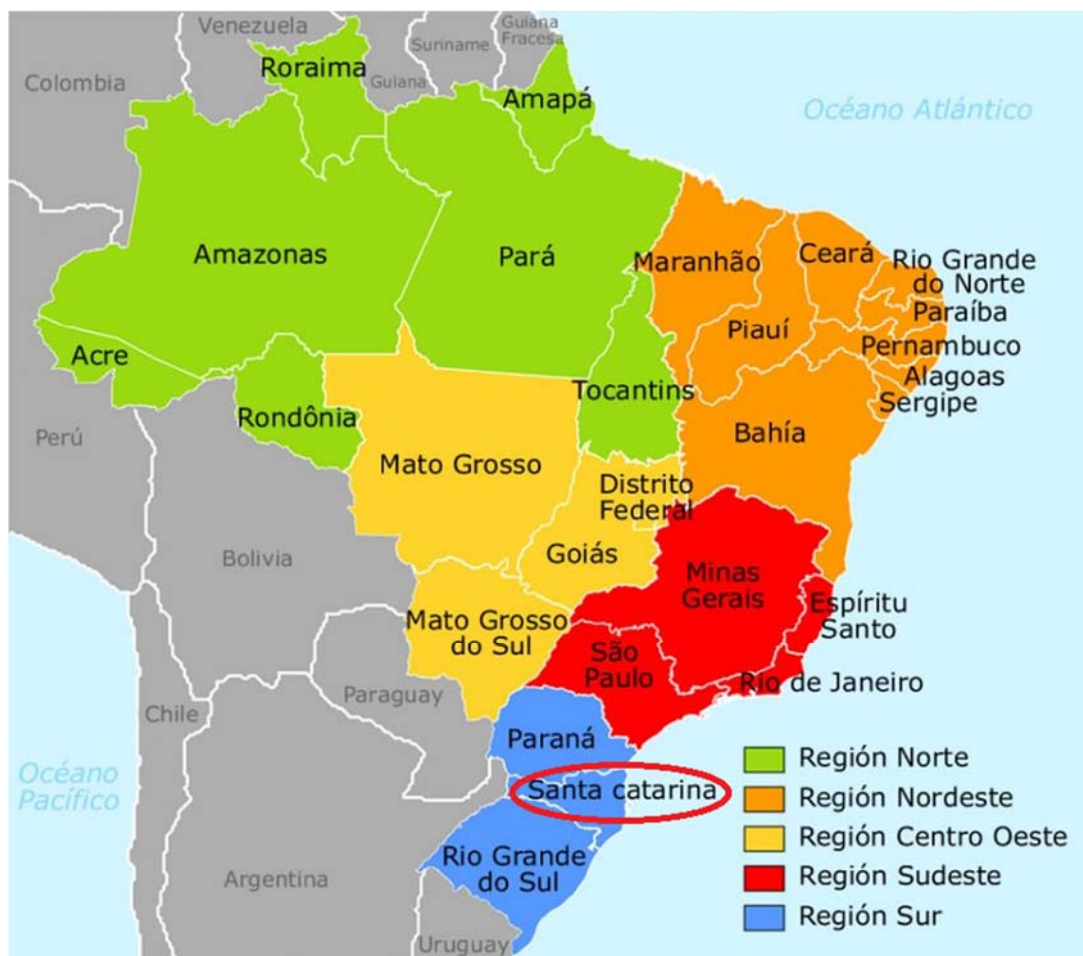 Venezuela
Guiana
Fracesa
Suriname
Colombia
Roraima
Guiana
Amapá
Océano Atlántico
Amazonas
Pará
Maranhão
Ceará
Rio Grande
do Norte
Paraíba
Piauí
Pernambuco
Acre
Alagoas
Tocantins
Sergipe
Rondônia
Perú
Bahía
Mato Grosso
Distrito
Federal
Bolivia
Goiás
Minas
Gerais
Espíritu
Santo
Mato Grosso
do Sul
São
Paulo
Rio de Janeiro
Paraguay
Chile
Paraná
Océano
Pacífico
Santa catarina
Rio Grande
do Sul
Argentina
Uruguay
Región Norte
Región Nordeste
Región Centro Oeste
Región Sudeste
Región Sur